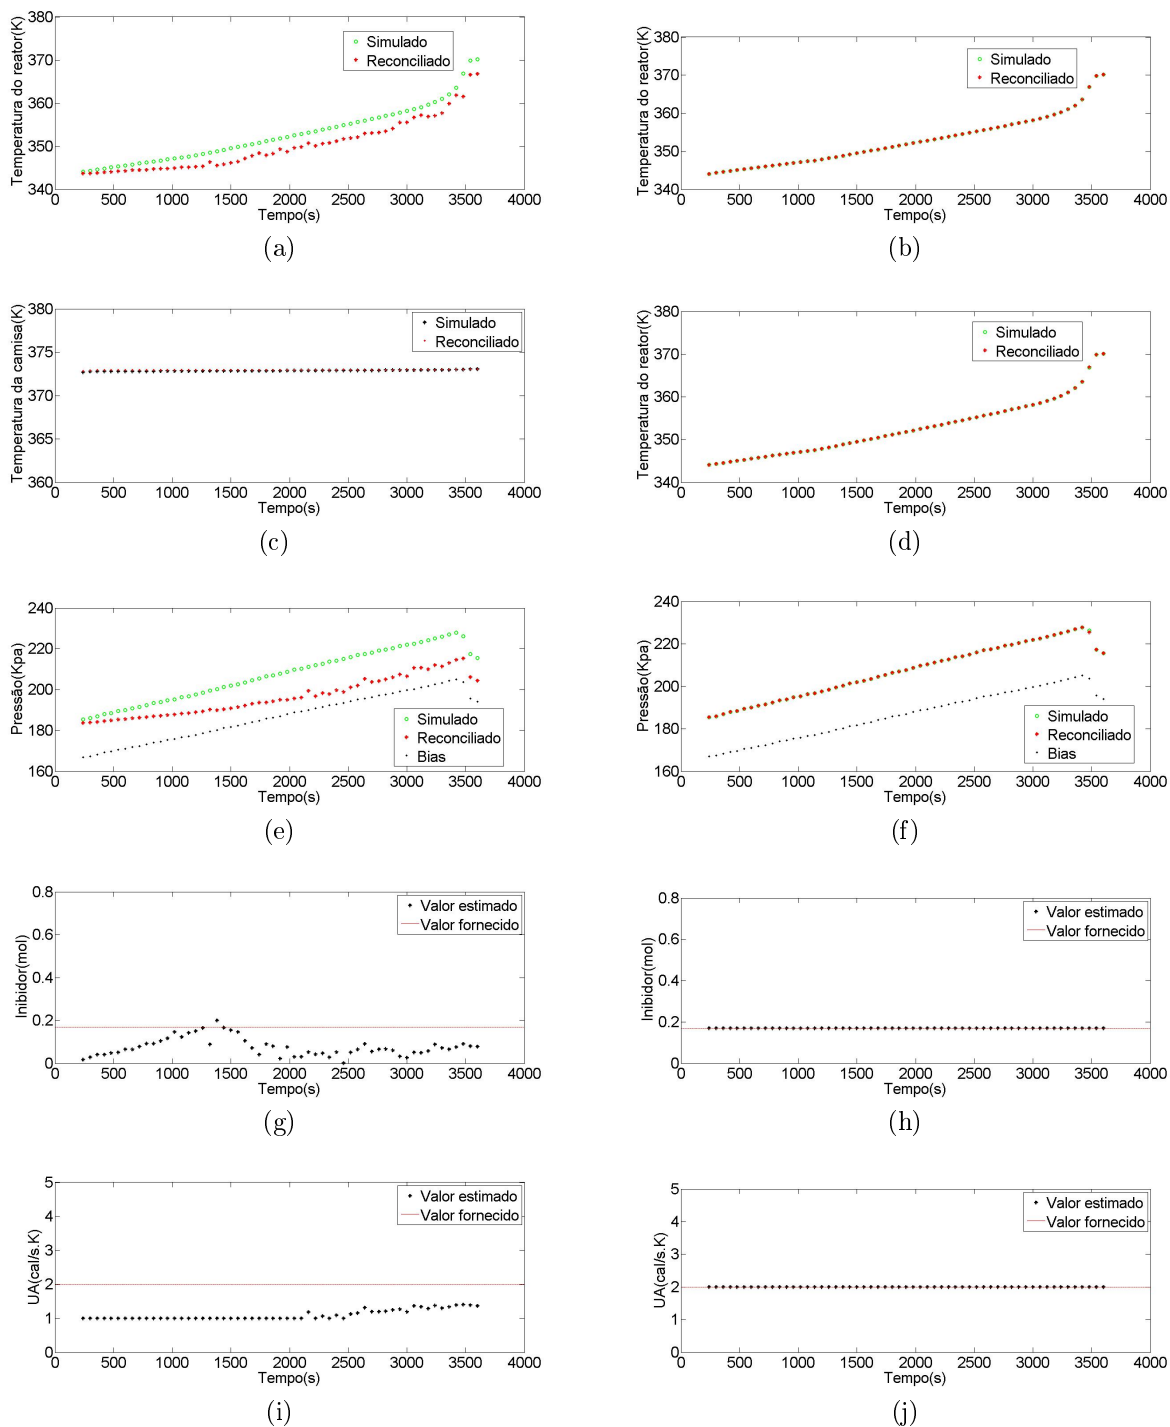 380
370
360
350
340
Temperatura do reator(K)
Simulado
Reconciliado
0 500 1000 1500 2000 2500 3000 3500 4000
Tempo(s)
(a)
380
370
360
350
340
Temperatura do reator(K)
Simulado
Reconciliado
0 500 1000 1500 2000 2500 3000 3500 4000
Tempo(s)
(b)
380
375
370
365
360
Temperatura da camisa(K)
Simulado
Reconciliado
0 500 1000 1500 2000 2500 3000 3500 4000
Tempo(s)
(c)
380
370
360
350
340
Temperatura do reator(K)
Simulado
Reconciliado
0 500 1000 1500 2000 2500 3000 3500 4000
Tempo(s)
(d)
240
220
200
180
160
Pressão(Kpa)
Simulado
Reconciliado
Bias
0 500 1000 1500 2000 2500 3000 3500 4000
Tempo(s)
(e)
240
220
200
180
160
Pressão(Kpa)
Simulado
Reconciliado
Bias
0 500 1000 1500 2000 2500 3000 3500 4000
Tempo(s)
(f)
0.8
0.6
0.4
0.2
0
Inibidor(mol)
Valor estimado
Valor fornecido
0 500 1000 1500 2000 2500 3000 3500 4000
Tempo(s)
(g)
0.8
0.6
0.4
0.2
0
Inibidor(mol)
Valor estimado
Valor fornecido
0 500 1000 1500 2000 2500 3000 3500 4000
Tempo(s)
(h)
5
4
3
2
1
0
UA(cal/s.K)
Valor estimado
Valor fornecido
0 500 1000 1500 2000 2500 3000 3500 4000
Tempo(s)
(i)
5
4
3
2
1
0
UA(cal/s.K)
Valor estimado
Valor fornecido
0 500 1000 1500 2000 2500 3000 3500 4000
Tempo(s)
(j)